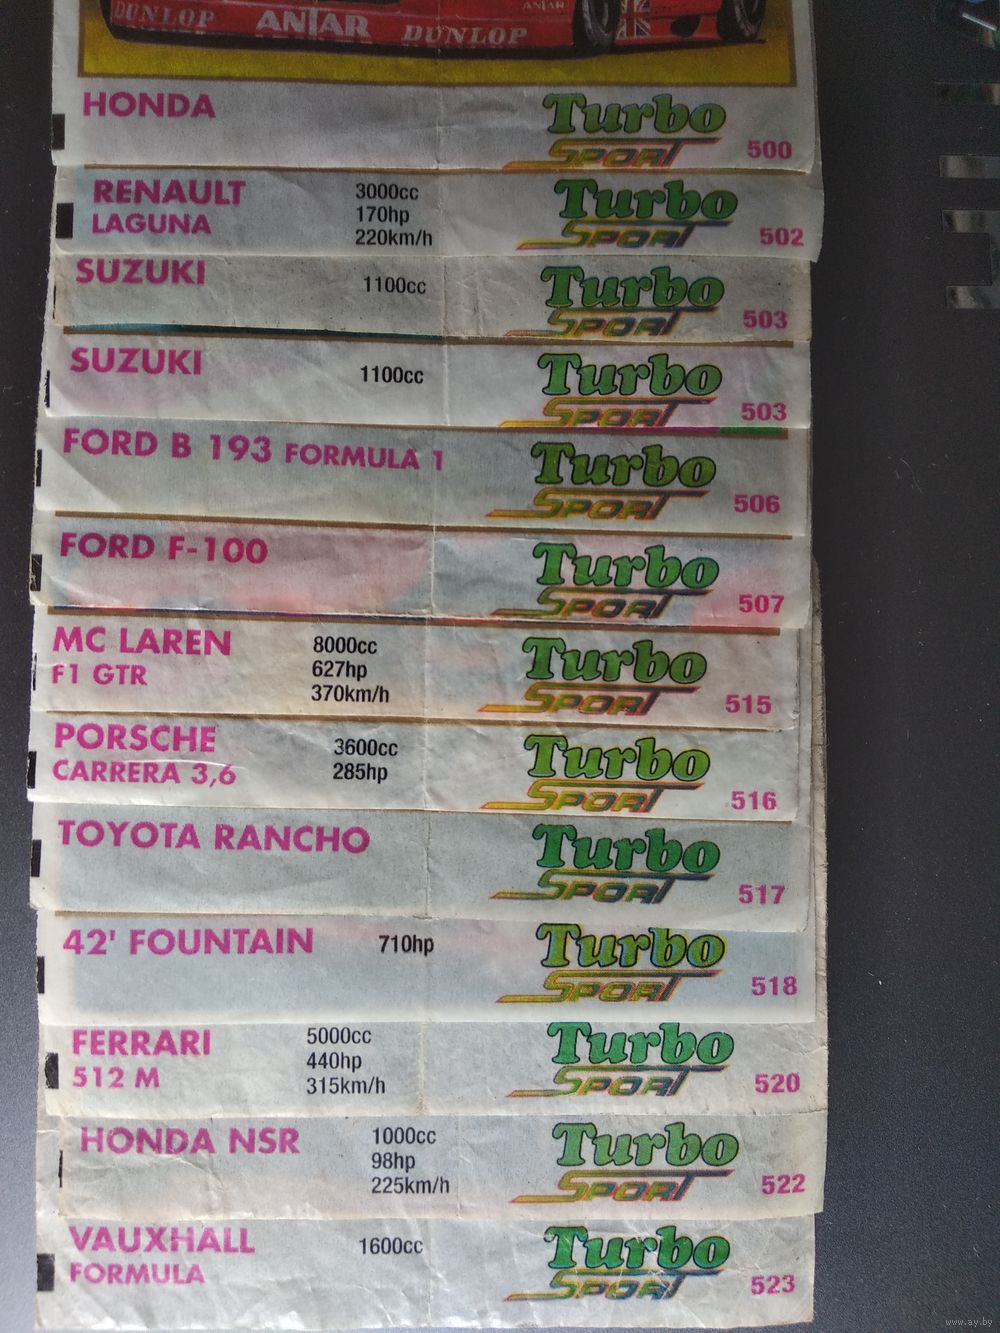 DUNLOP ANTAR DUNLOP ANTAR
HONDA
Turbo
SPORT
500
RENAULT
LAGUNA
3000cc
170hp
220km/h
Turbo
SPORT
502
SUZUKI
1100cc
Turbo
SPORT
503
SUZUKI
1100cc
Turbo
SPORT
503
FORD B 193 FORMULA 1
Turbo
SPORT
506
FORD F-100
Turbo
SPORT
507
MC LAREN
F1 GTR
8000cc
627hp
370km/h
Turbo
SPORT
515
PORSCHE
CARRERA 3,6
3600cc
285hp
Turbo
SPORT
516
TOYOTA RANCHO
Turbo
SPORT
517
42' FOUNTAIN
710hp
Turbo
SPORT
518
FERRARI
512 M
5000cc
440hp
315km/h
Turbo
SPORT
520
HONDA NSR
1000cc
98hp
225km/h
Turbo
SPORT
522
VAUXHALL
FORMULA
1600cc
Turbo
SPORT
523
www.ay.by